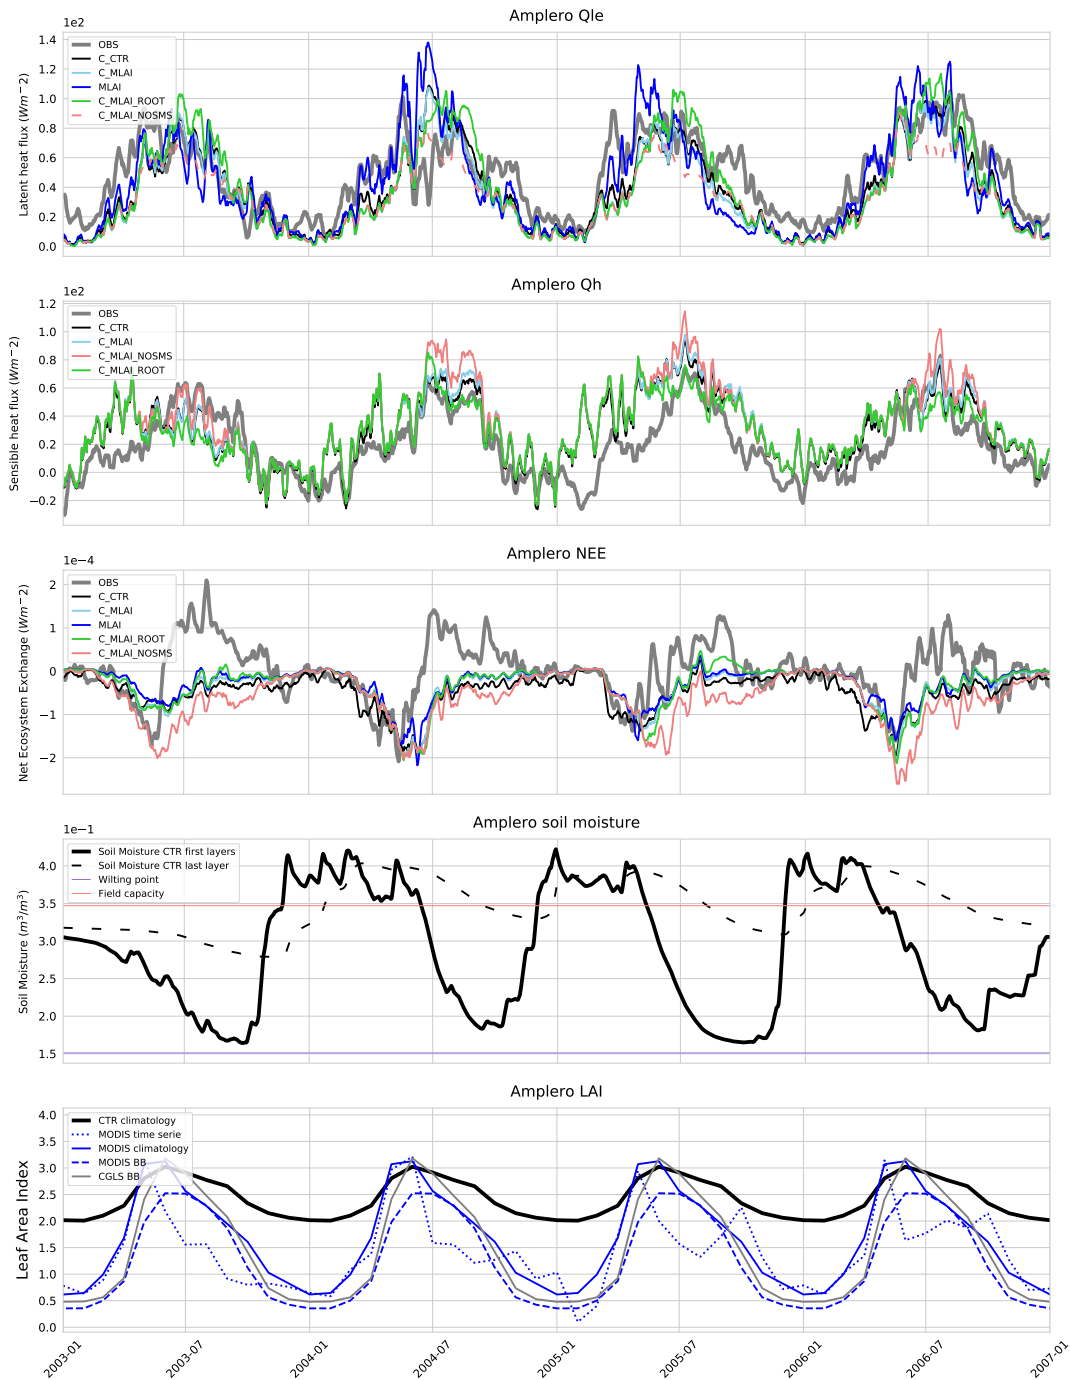 Amplero Qle
1e2
OBS
C_CTR
C_MLAI
MLAI
C_MLAI_ROOT
C_MLAI_NOSMS
Latent heat flux (Wm−2)
1.4
1.2
1.0
0.8
0.6
0.4
0.2
0.0
Amplero Qh
1e2
OBS
C_CTR
C_MLAI
C_MLAI_NOSMS
C_MLAI_ROOT
Sensible heat flux (Wm−2)
1.2
1.0
0.8
0.6
0.4
0.2
0.0
−0.2
Amplero NEE
1e−4
OBS
C_CTR
C_MLAI
MLAI
C_MLAI_ROOT
C_MLAI_NOSMS
Net Ecosystem Exchange (Wm−2)
2
1
0
−1
−2
Amplero soil moisture
1e−1
Soil Moisture CTR first layers
Soil Moisture CTR last layer
Wilting point
Field capacity
Soil Moisture (m³/m³)
4.0
3.5
3.0
2.5
2.0
1.5
Amplero LAI
CTR climatology
MODIS time serie
MODIS climatology
MODIS BB
CGLS BB
Leaf Area Index
4.0
3.5
3.0
2.5
2.0
1.5
1.0
0.5
0.0
2003-01
2003-07
2004-01
2004-07
2005-01
2005-07
2006-01
2006-07
2007-01